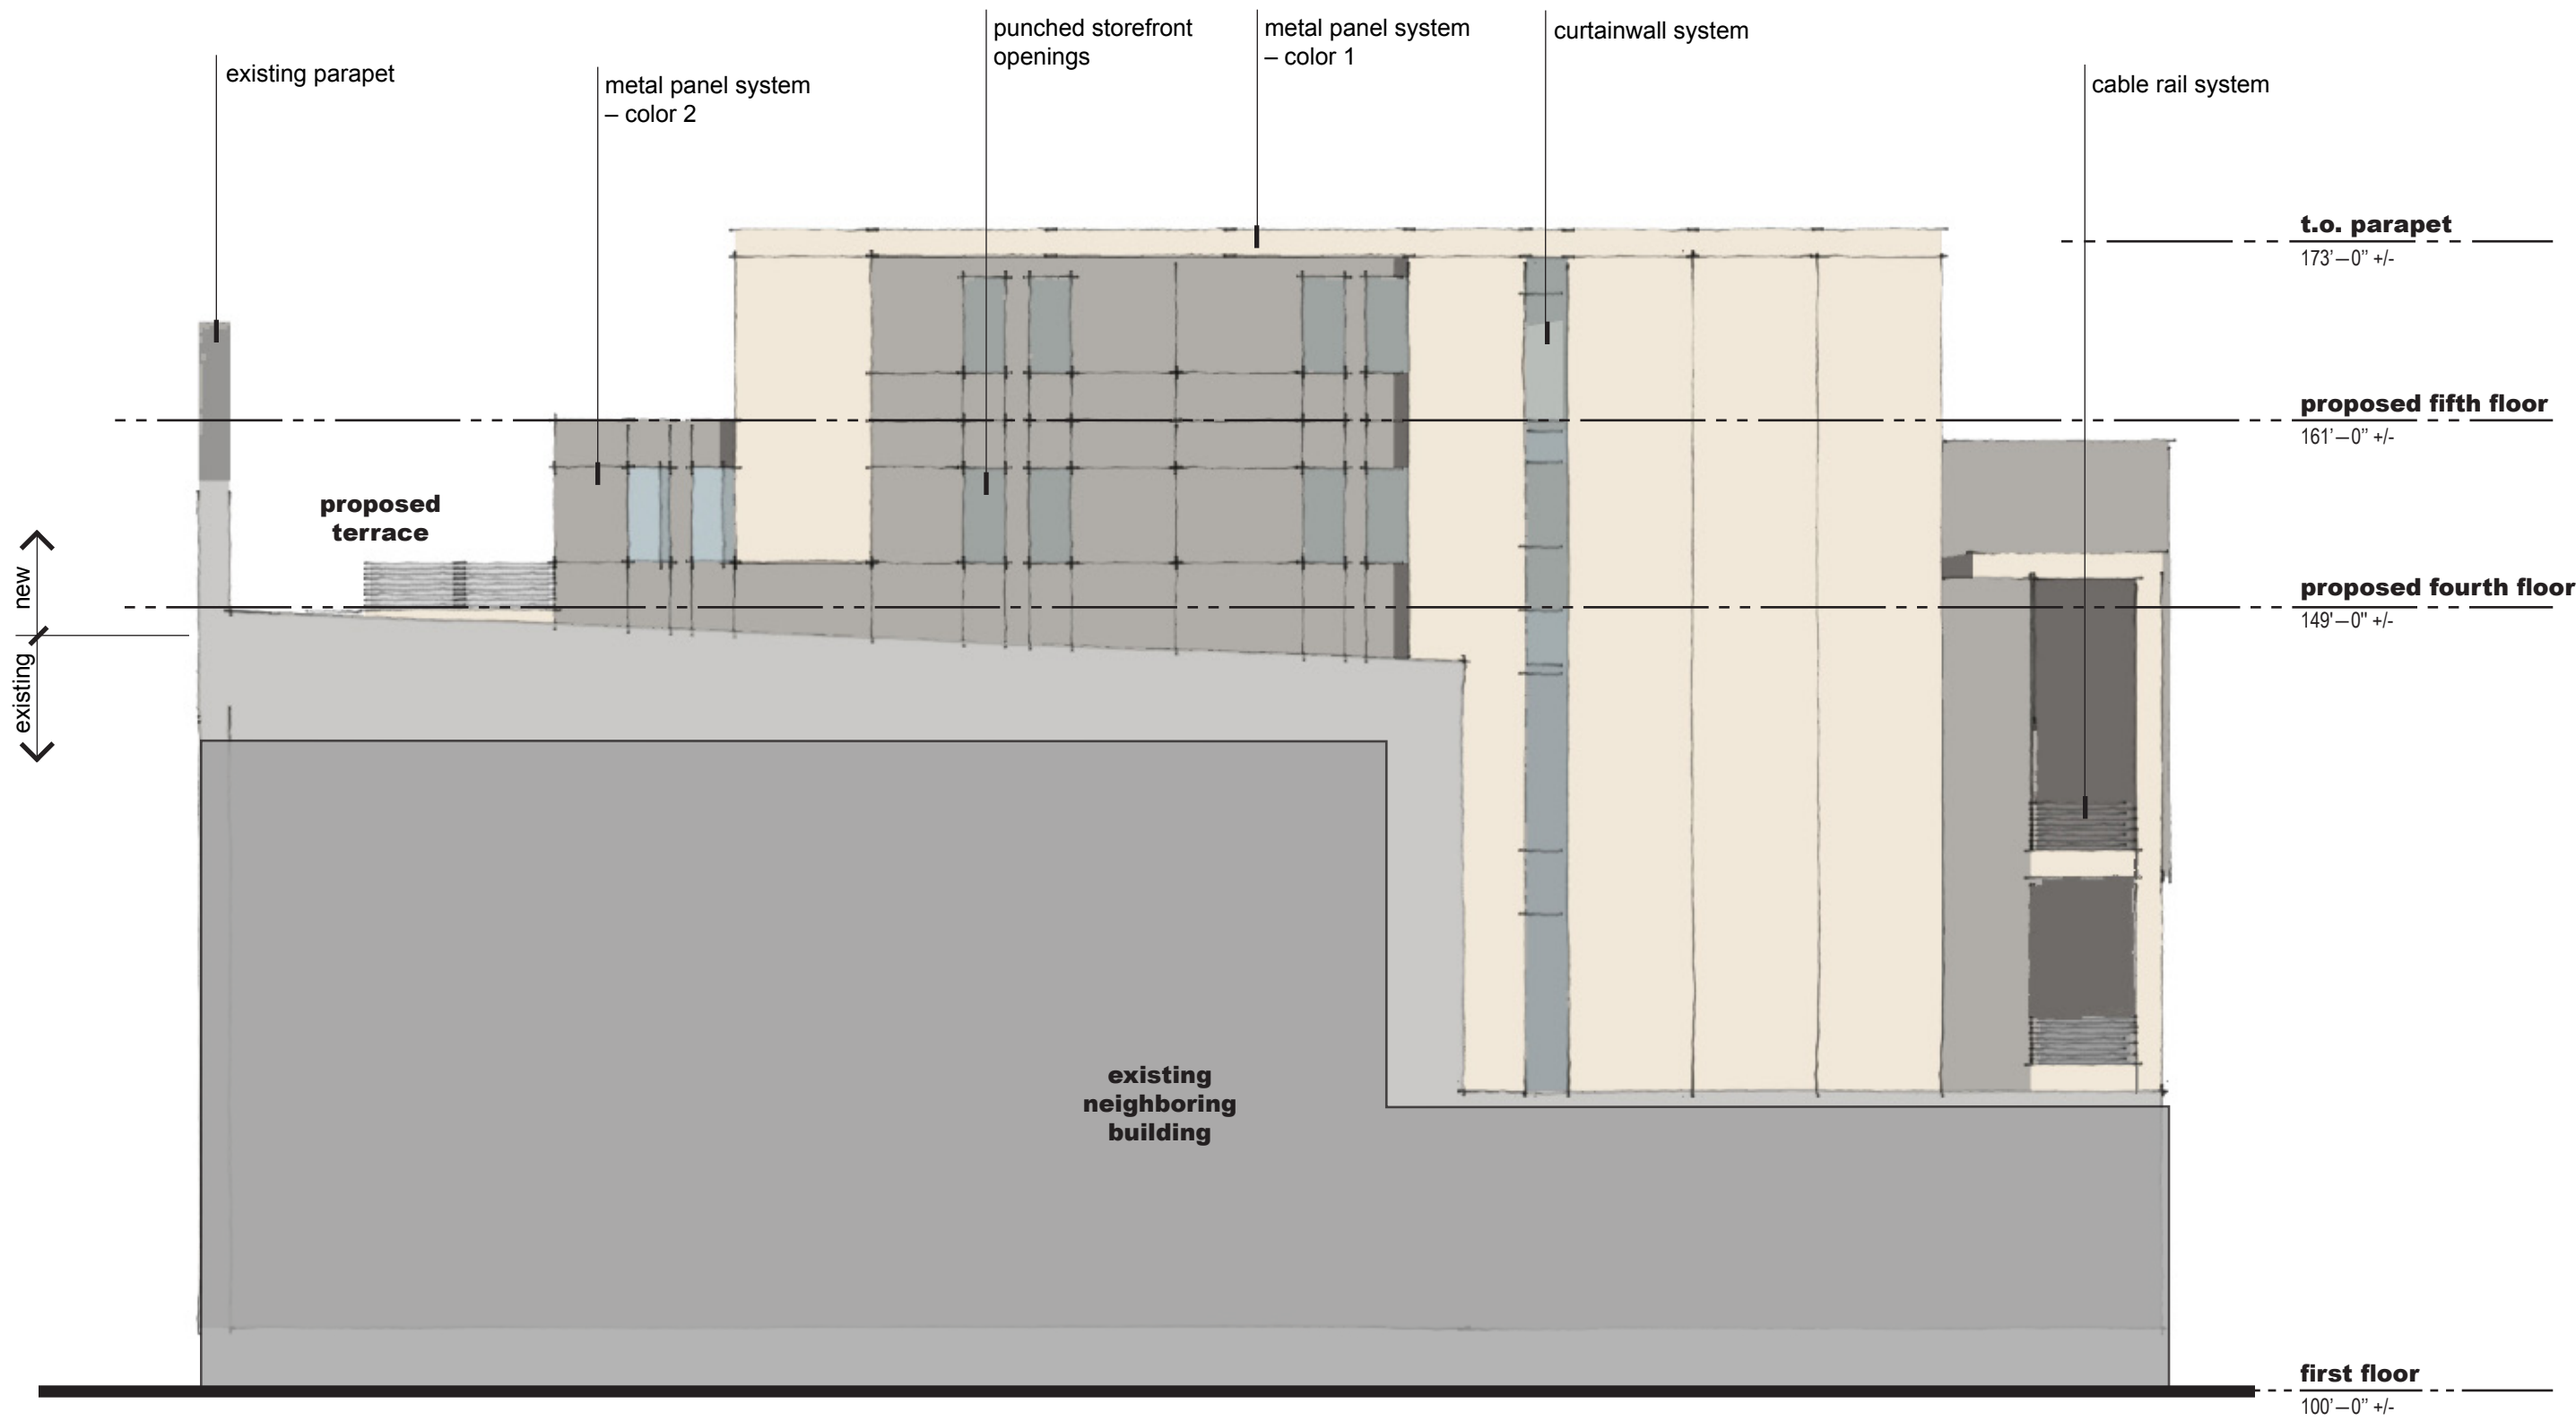 existing parapet
metal panel system
– color 2
punched storefront
openings
metal panel system
– color 1
curtainwall system
cable rail system
t.o. parapet
173’—0” +/-
proposed fifth floor
161’—0” +/-
proposed
terrace
proposed fourth floor
149'—0" +/-
new
existing
existing
neighboring
building
first floor
100’—0” +/-